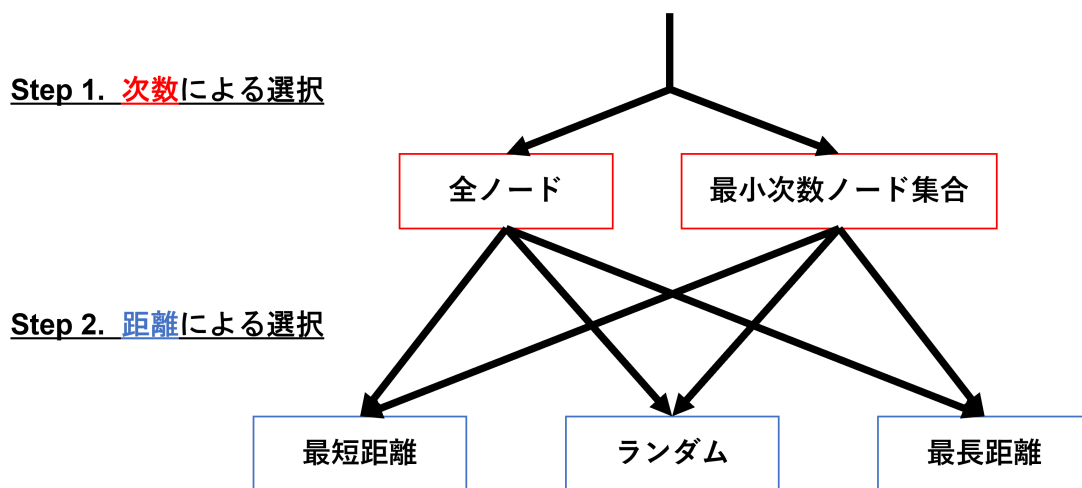 Step 1. 次数による選択
全ノード
最小次数ノード集合
Step 2. 距離による選択
最短距離
ランダム
最長距離